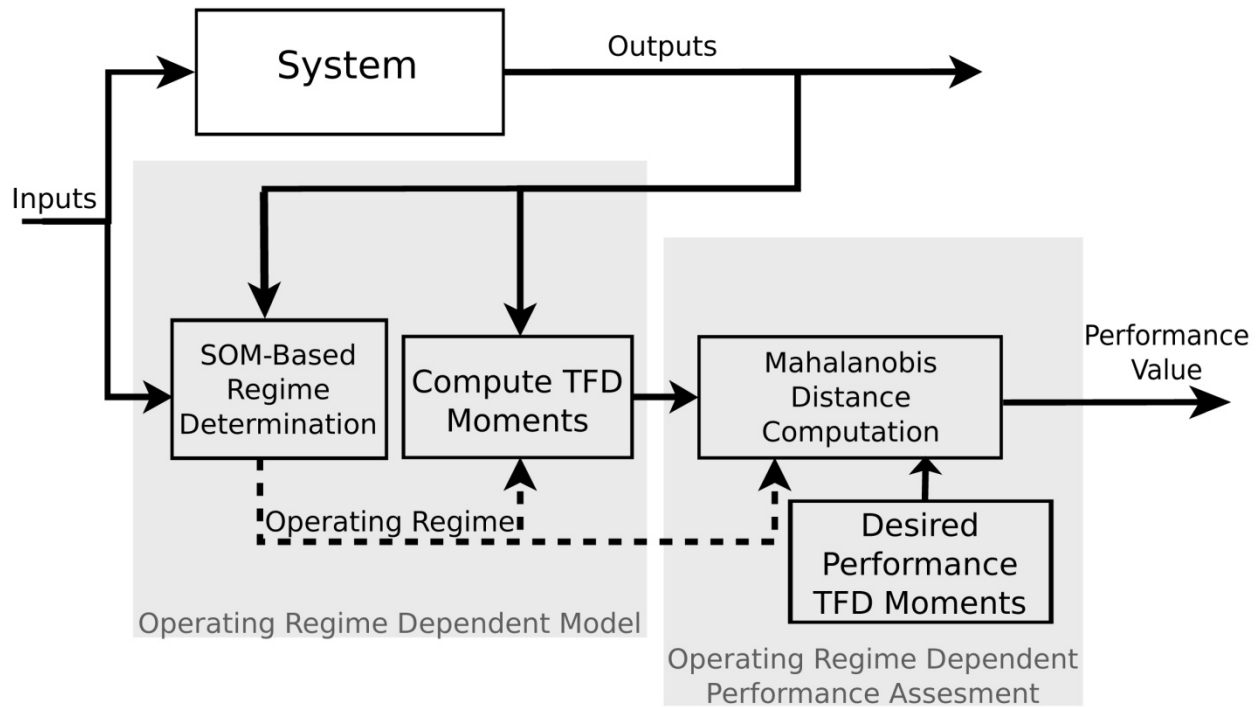 System
Outputs
Inputs
SOM-Based
Regime
Determination
Compute TFD
Moments
Mahalanobis
Distance
Computation
Performance
Value
Operating Regime
Desired
Performance
TFD Moments
Operating Regime Dependent Model
Operating Regime Dependent
Performance Assesment